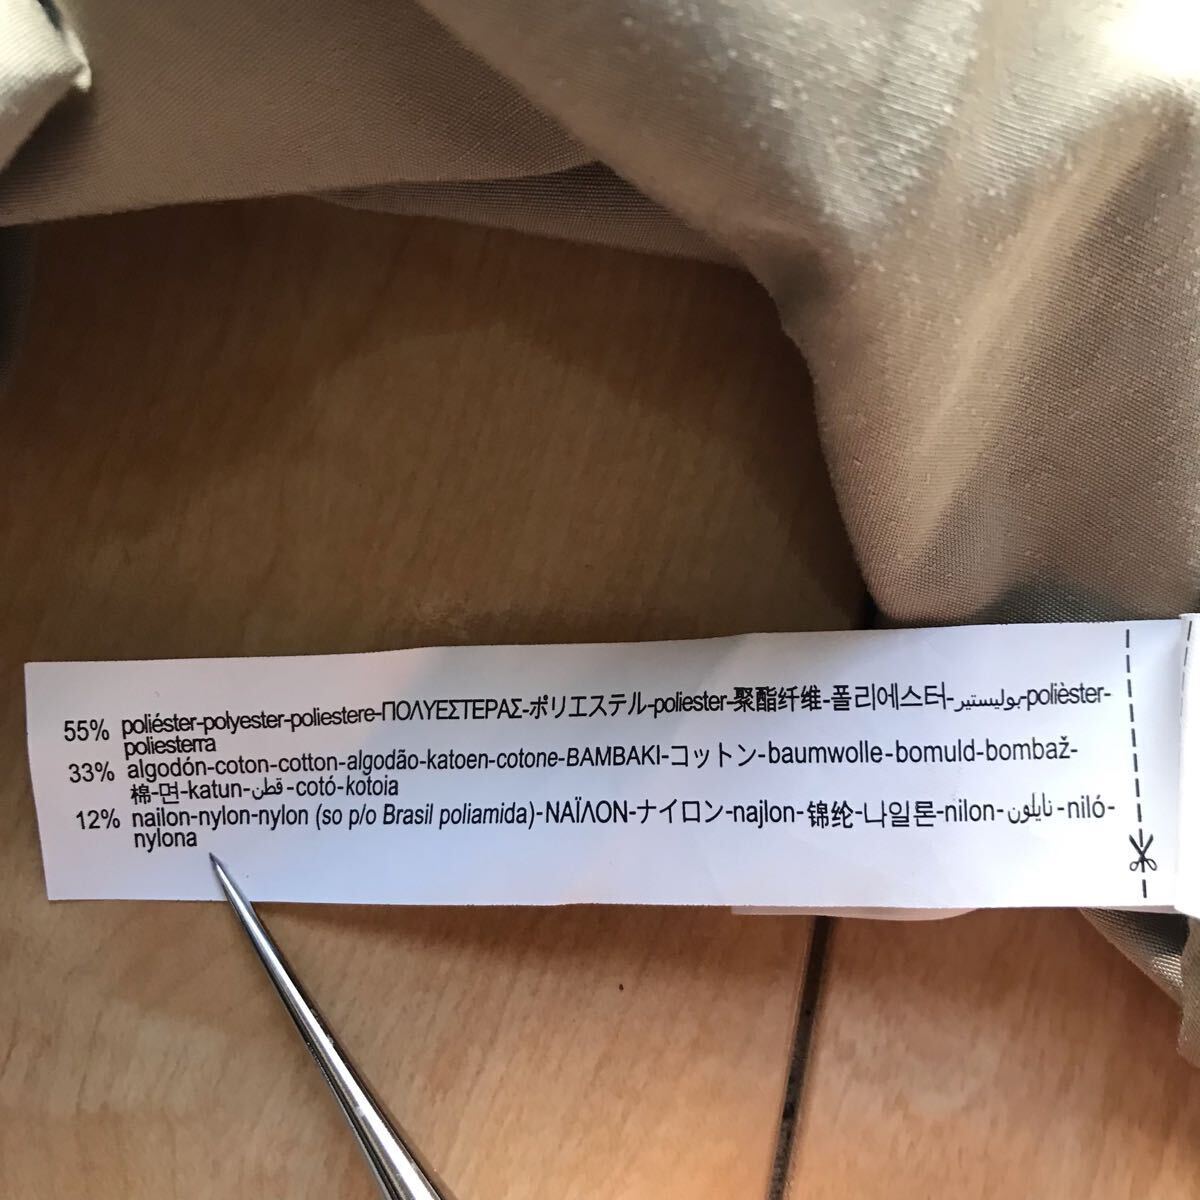 55% poliéster-polyester-poliestere-ΠΟΛΥΕΣΤΕΡΑΣ-ポリエステル-poliester-聚酯纤维-폴리에스터-بوليستير-polièster-
poliesterra
33% algodón-coton-cotton-algodão-katoen-cotone-BAMBAKI-コットン-baumwolle-bomuld-bombaž-
棉-면-katun-قطن-cotó-kotoia
12% nailon-nylon-nylon (so p/o Brasil poliamida)-ΝΑΪΛΟΝ-ナイロン-najlon-锦纶-나일론-nilon-نايلون-niló-
nylona